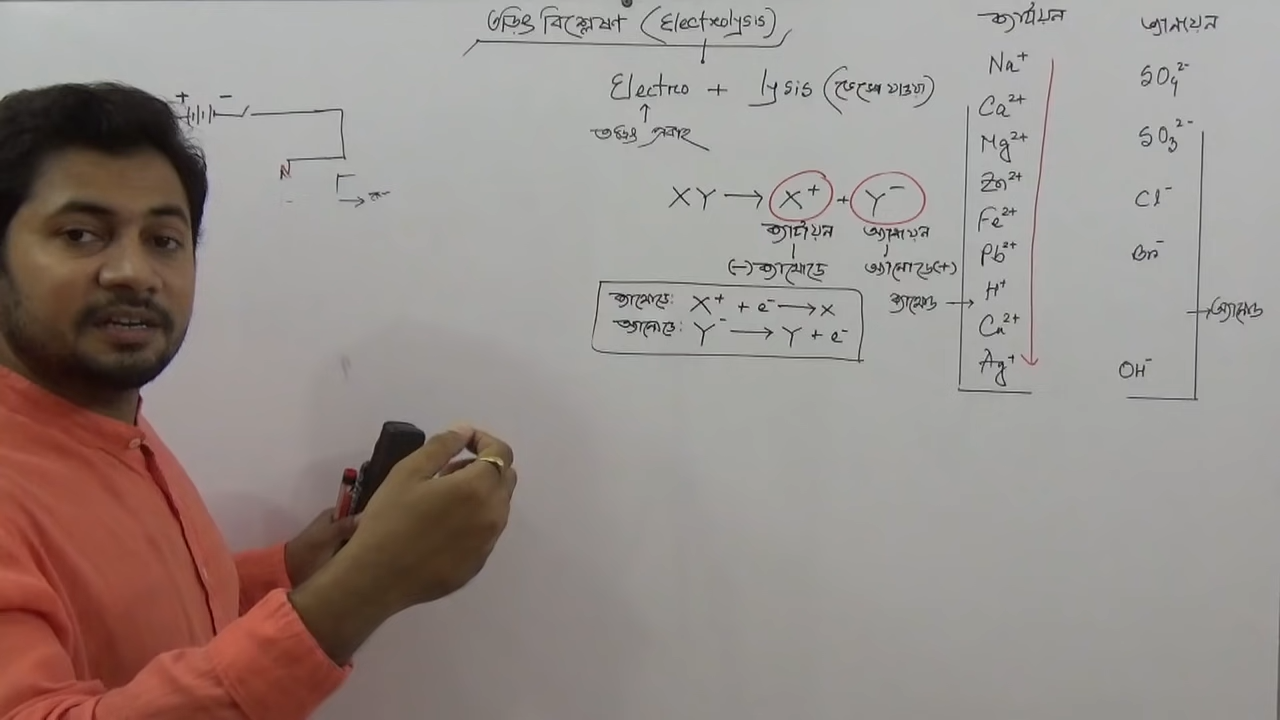 তড়িৎ বিশ্লেষণ (Electrolysis)
Electro + lysis (ভেঙ্গে যাওয়া)
তড়িৎ প্রবাহ
XY → X⁺ + Y⁻
ক্যাটায়ন অ্যানায়ন
(-) ক্যাথোডে অ্যানোডে(+)
ক্যাথোডে: X⁺ + e⁻ → X
অ্যানোডে: Y⁻ → Y + e⁻
+ -
N
ক্যাটায়ন
Na⁺
Ca²⁺
Mg²⁺
Zn²⁺
Fe²⁺
Pb²⁺
H⁺
Cu²⁺
Ag⁺
ক্যাথোড →
অ্যানায়ন
SO₄²⁻
SO₃²⁻
Cl⁻
Br⁻
OH⁻
→ অ্যানোড